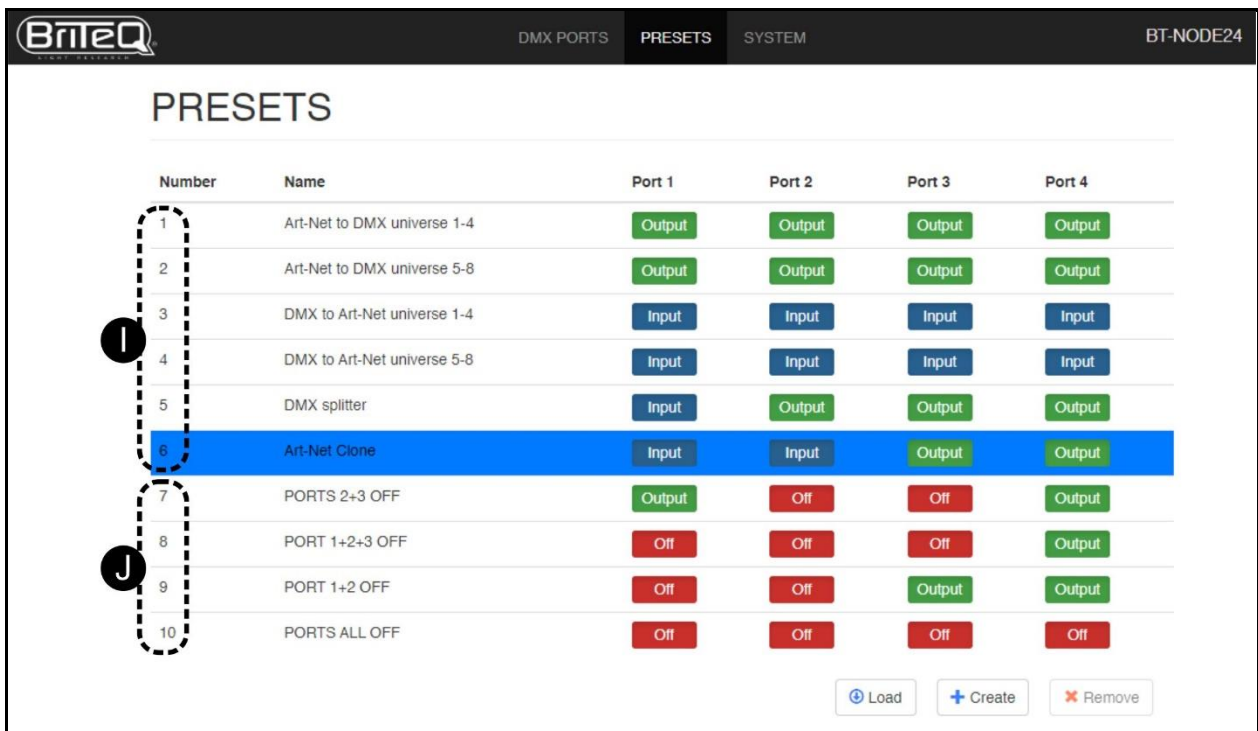 BriteQ
LIGHT RESEARCH
DMX PORTS PRESETS SYSTEM BT-NODE24
PRESETS
Number Name Port 1 Port 2 Port 3 Port 4
1 Art-Net to DMX universe 1-4 Output Output Output Output
2 Art-Net to DMX universe 5-8 Output Output Output Output
3 DMX to Art-Net universe 1-4 Input Input Input Input
I
4 DMX to Art-Net universe 5-8 Input Input Input Input
5 DMX splitter Input Output Output Output
6 Art-Net Clone Input Input Output Output
7 PORTS 2+3 OFF Output Off Off Output
8 PORT 1+2+3 OFF Off Off Off Output
J
9 PORT 1+2 OFF Off Off Output Output
10 PORTS ALL OFF Off Off Off Off
Load Create Remove